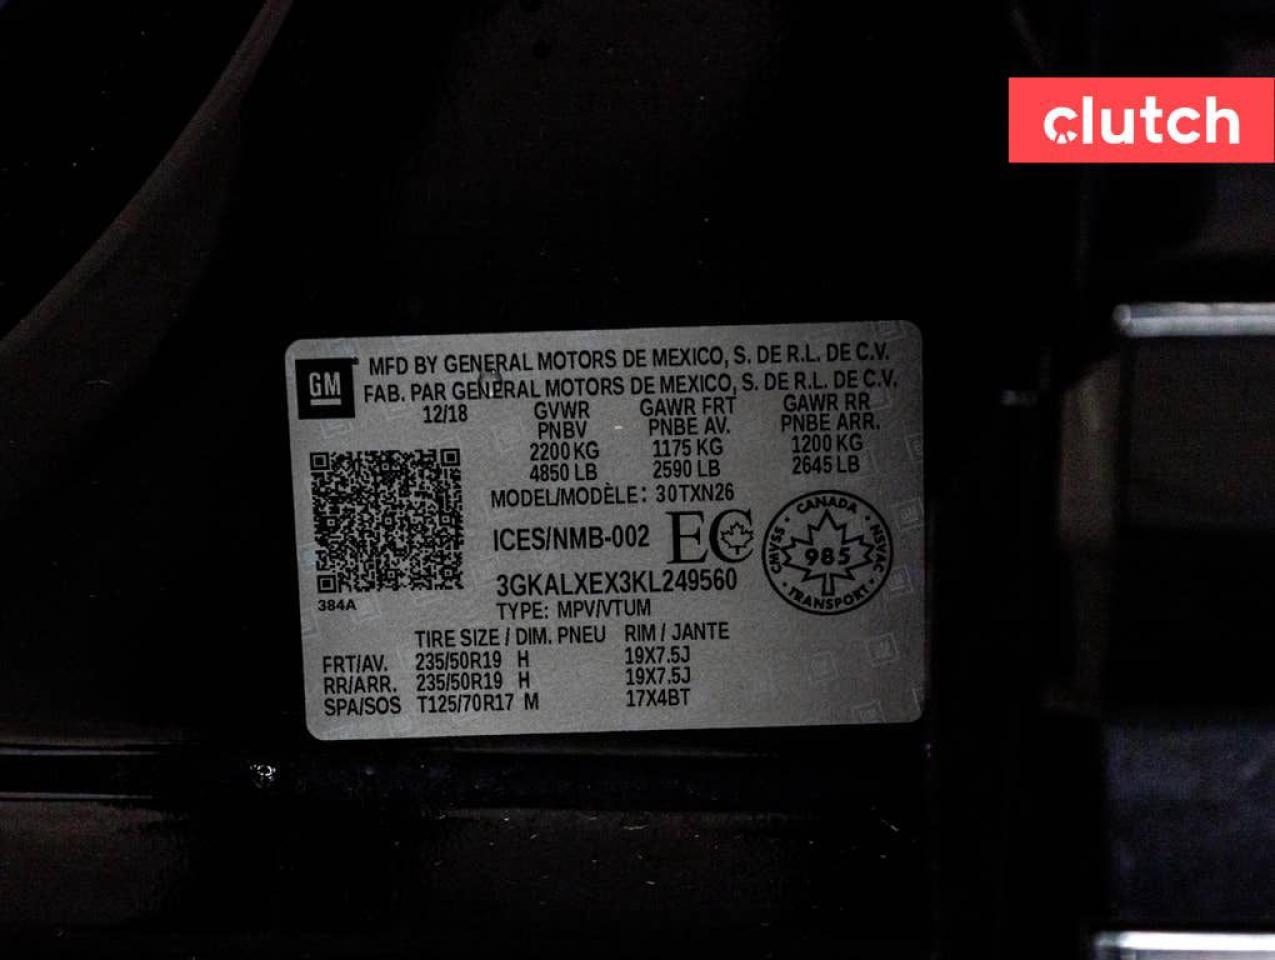 clutch
GM
MFD BY GENERAL MOTORS DE MEXICO, S. DE R.L. DE C.V.
FAB. PAR GENERAL MOTORS DE MEXICO, S. DE R.L. DE C.V.
12/18 GVWR GAWR FRT GAWR RR
PNBV PNBE AV. PNBE ARR.
2200 KG 1175 KG 1200 KG
4850 LB 2590 LB 2645 LB
MODEL/MODÈLE: 30TXN26
ICES/NMB-002 EC
CANADA
CMVSS 985 NSVAC
TRANSPORT
3GKALXEX3KL249560
384A
TYPE: MPV/VTUM
TIRE SIZE / DIM. PNEU RIM / JANTE
FRT/AV. 235/50R19 H 19X7.5J
RR/ARR. 235/50R19 H 19X7.5J
SPA/SOS T125/70R17 M 17X4BT